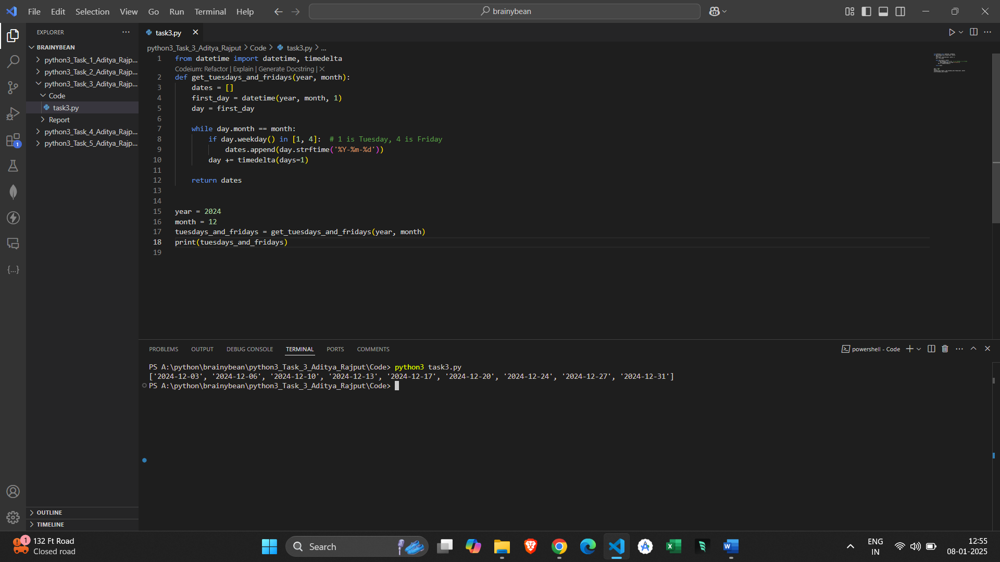 File Edit Selection View Go Run Terminal Help
brainybean
EXPLORER
BRAINYBEAN
python3_Task_1_Aditya_Rajp...
python3_Task_2_Aditya_Rajp...
python3_Task_3_Aditya_Rajp...
Code
task3.py
Report
python3_Task_4_Aditya_Rajp...
python3_Task_5_Aditya_Rajp...
1
OUTLINE
TIMELINE
task3.py
python3_Task_3_Aditya_Rajput > Code > task3.py > ...
1 from datetime import datetime, timedelta
Codeium: Refactor | Explain | Generate Docstring |
2 def get_tuesdays_and_fridays(year, month):
3 dates = []
4 first_day = datetime(year, month, 1)
5 day = first_day
6
7 while day.month == month:
8 if day.weekday() in [1, 4]: # 1 is Tuesday, 4 is Friday
9 dates.append(day.strftime('%Y-%m-%d'))
10 day += timedelta(days=1)
11
12 return dates
13
14
15 year = 2024
16 month = 12
17 tuesdays_and_fridays = get_tuesdays_and_fridays(year, month)
18 print(tuesdays_and_fridays)
19
PROBLEMS OUTPUT DEBUG CONSOLE TERMINAL PORTS COMMENTS
powershell - Code
PS A:\python\brainybean\python3_Task_3_Aditya_Rajput\Code> python3 task3.py
['2024-12-03', '2024-12-06', '2024-12-10', '2024-12-13', '2024-12-17', '2024-12-20', '2024-12-24', '2024-12-27', '2024-12-31']
PS A:\python\brainybean\python3_Task_3_Aditya_Rajput\Code>
1
132 Ft Road
Closed road
Search
ENG
IN
12:55
08-01-2025